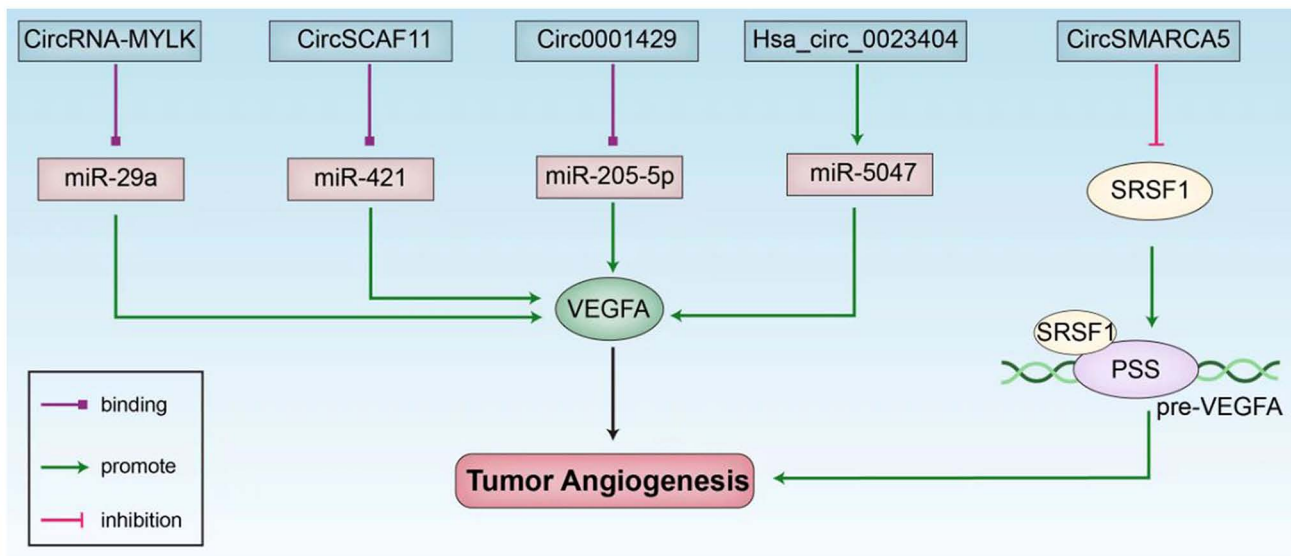 CircRNA-MYLK
CircSCAF11
Circ0001429
Hsa_circ_0023404
CircSMARCA5
miR-29a
miR-421
miR-205-5p
miR-5047
SRSF1
VEGFA
SRSF1
PSS
pre-VEGFA
binding
promote
inhibition
Tumor Angiogenesis